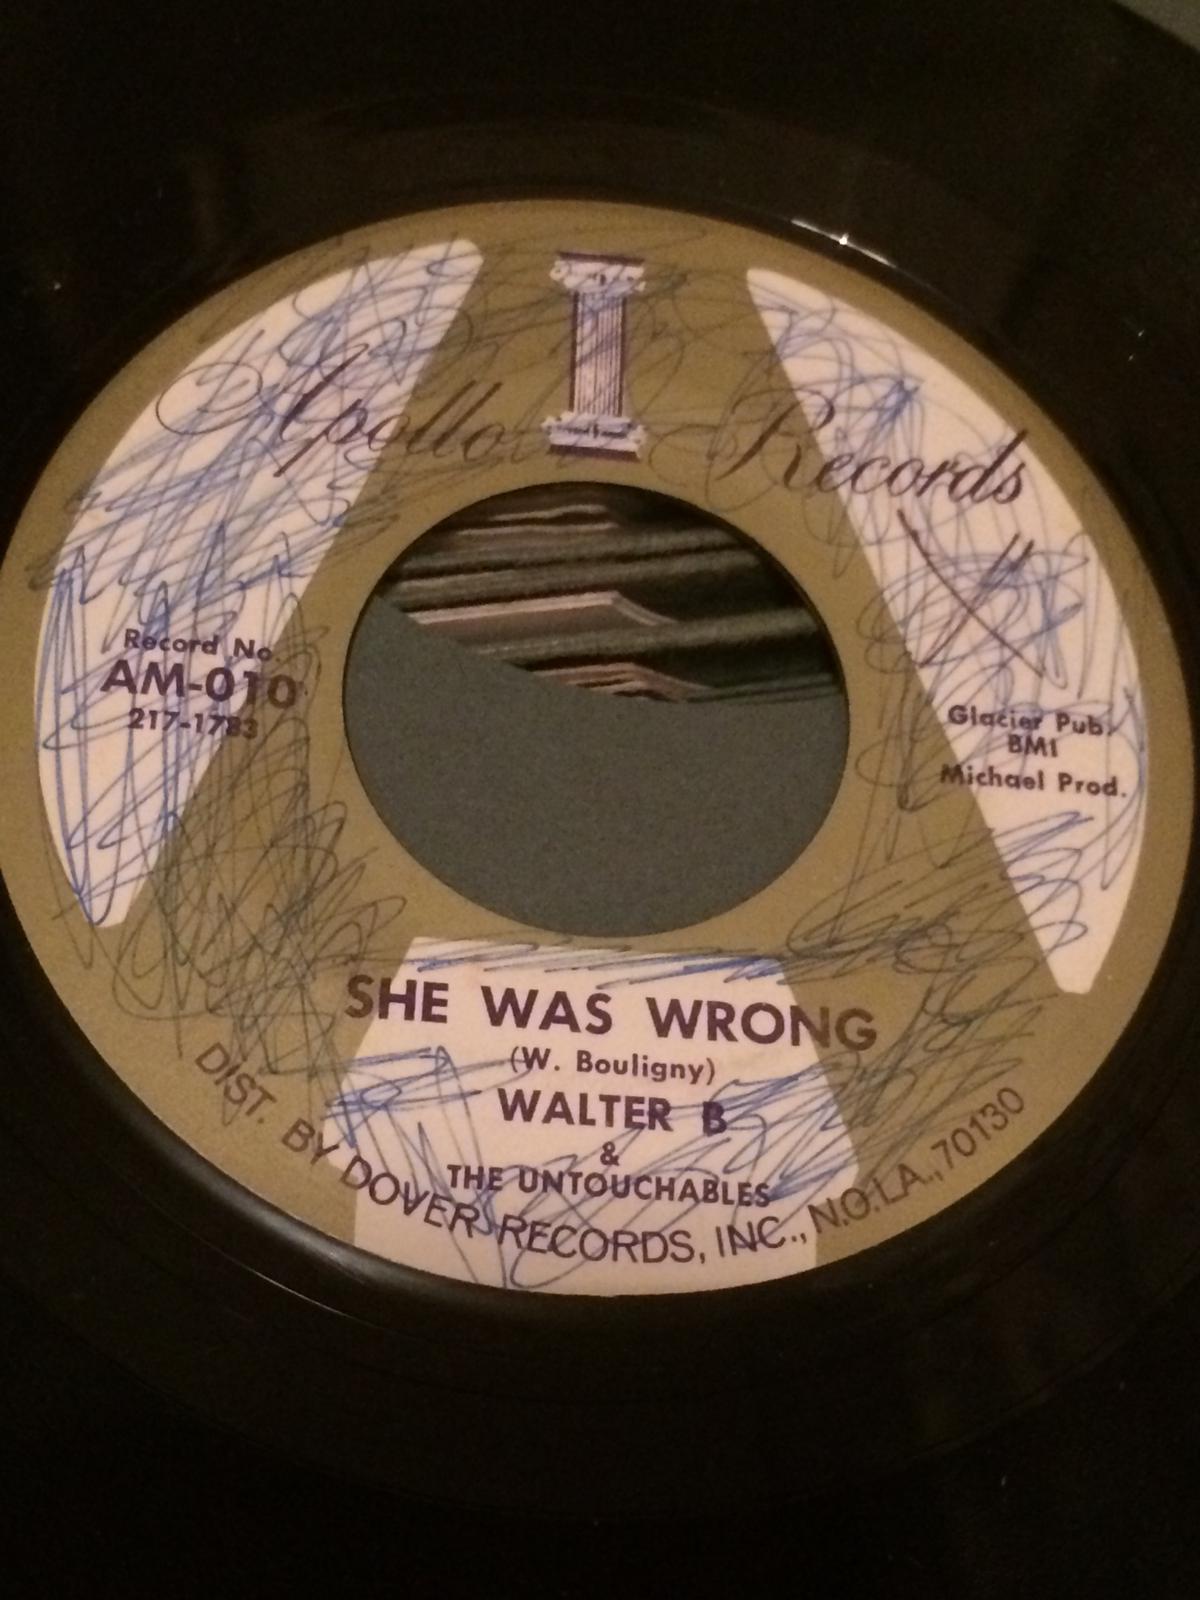 Apollo Records
Record No.
AM-010
217-1783
Glacier Pub.
BMI
Michael Prod.
SHE WAS WRONG
(W. Bouligny)
WALTER B
&
THE UNTOUCHABLES
DIST. BY DOVER RECORDS, INC., N.O.LA., 70130